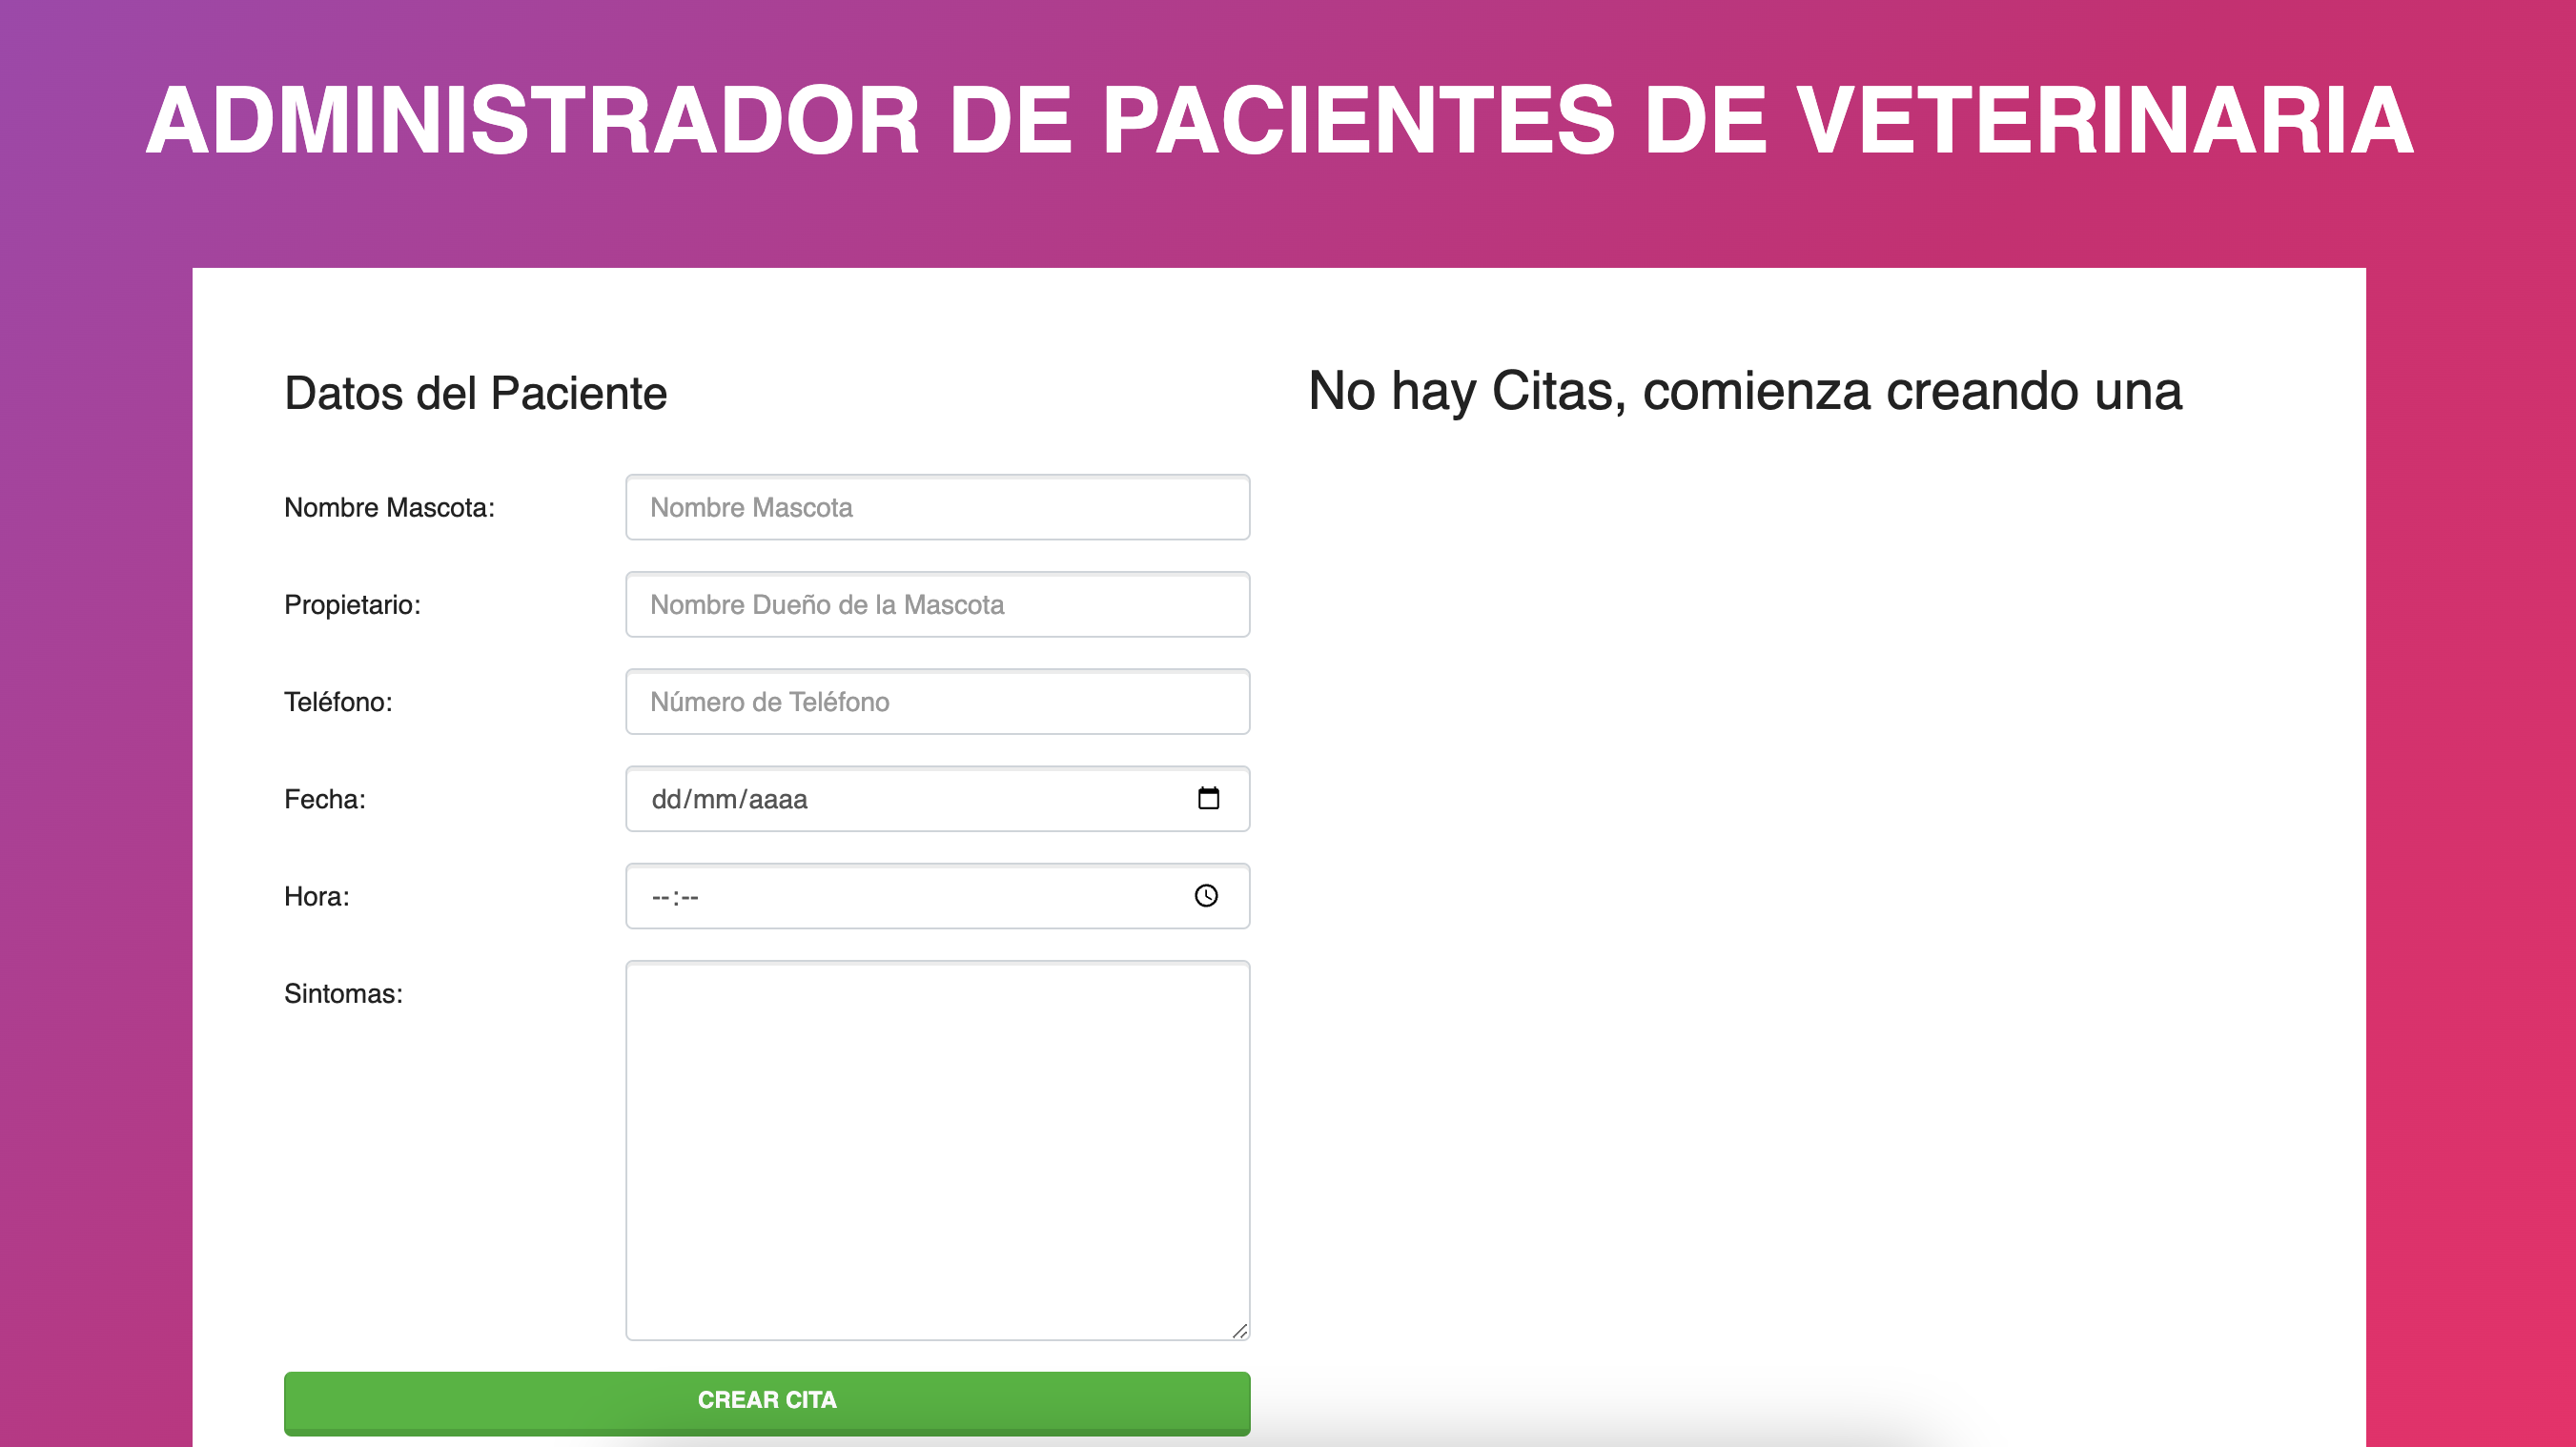 ADMINISTRADOR DE PACIENTES DE VETERINARIA
Datos del Paciente
Nombre Mascota:
Nombre Mascota
Propietario:
Nombre Dueño de la Mascota
Teléfono:
Número de Teléfono
Fecha:
dd/mm/aaaa
Hora:
--:--
Sintomas:
CREAR CITA
No hay Citas, comienza creando una